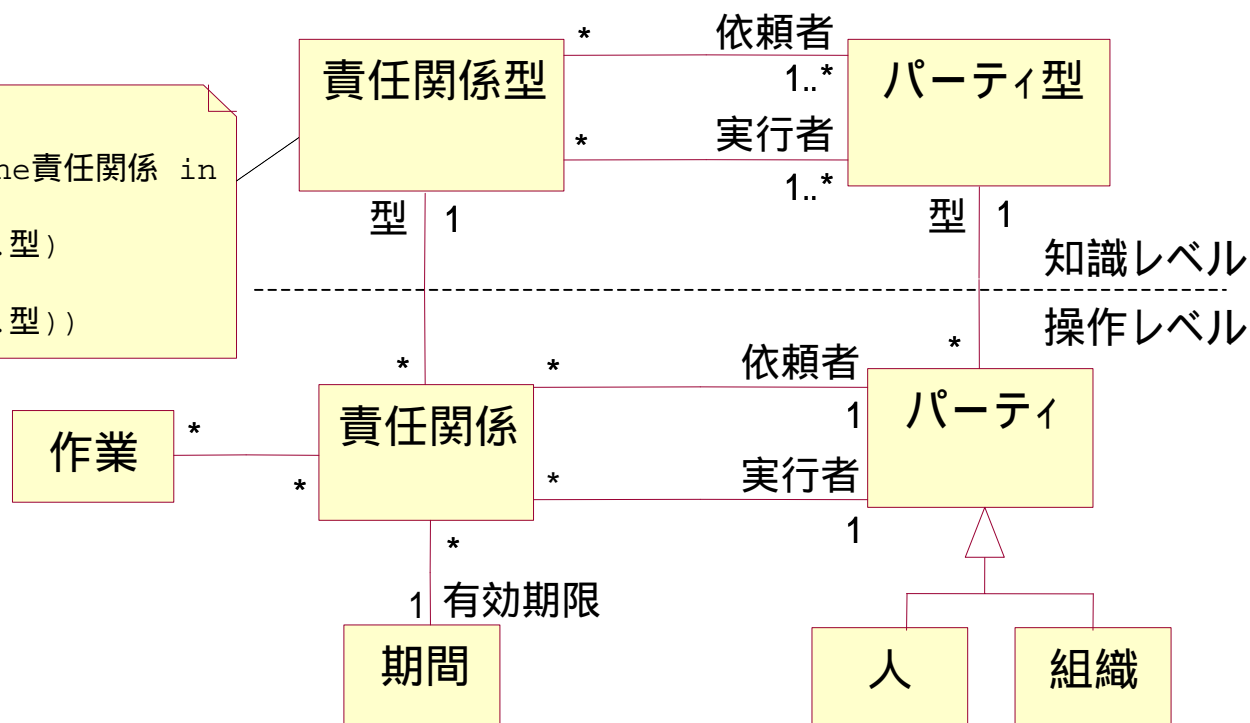 * 依頼者
責任関係型
1..*
パーティ型
* 実行者
1..*
ne責任関係 in
.型)
.型))
型 1
型 1
知識レベル
操作レベル
*
*
* 依頼者
1
責任関係
パーティ
作業
*
*
* 実行者
1
*
1 有効期限
期間
人
組織